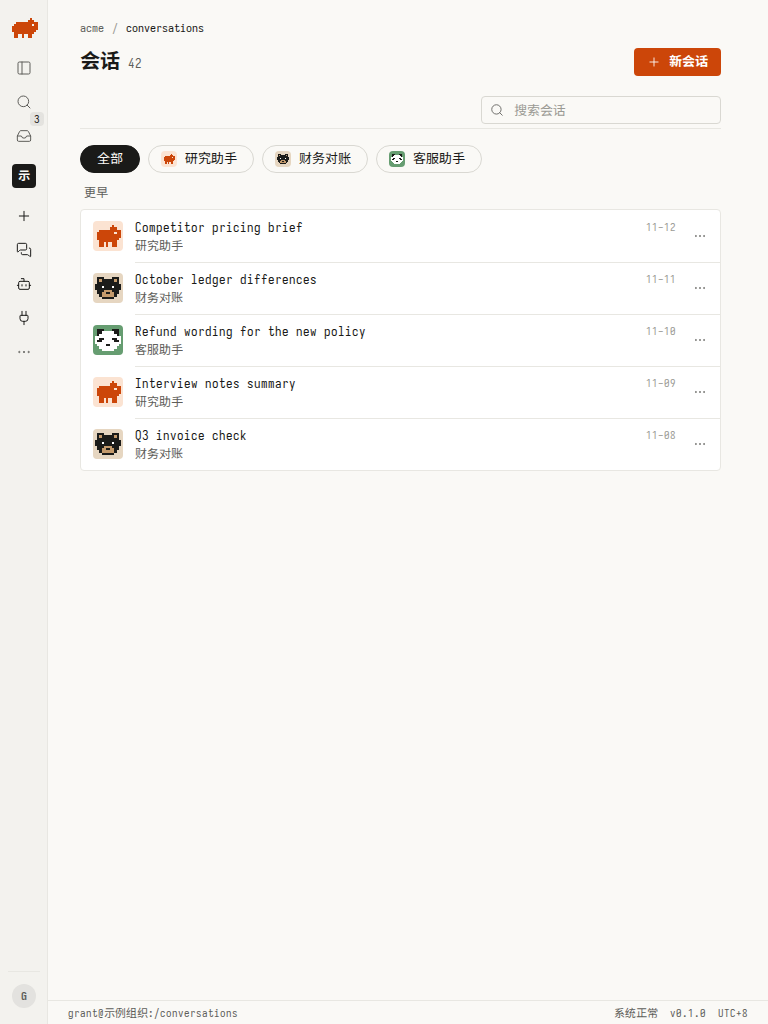 acme / conversations
会话 42
+ 新会话
搜索会话
3
示
全部
研究助手
财务对账
客服助手
更早
Competitor pricing brief
11-12
研究助手
October ledger differences
11-11
财务对账
Refund wording for the new policy
11-10
客服助手
Interview notes summary
11-09
研究助手
Q3 invoice check
11-08
财务对账
G
grant@示例组织:/conversations
系统正常 v0.1.0 UTC+8